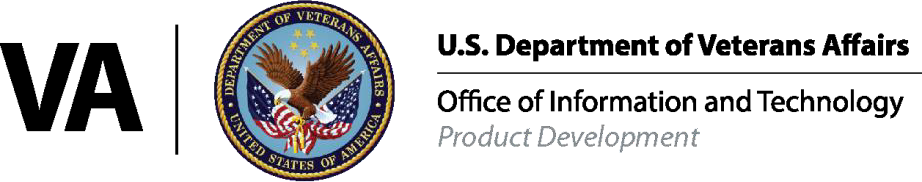 VA
DEPARTMENT OF VETERANS AFFAIRS
UNITED STATES OF AMERICA
U.S. Department of Veterans Affairs
Office of Information and Technology
Product Development